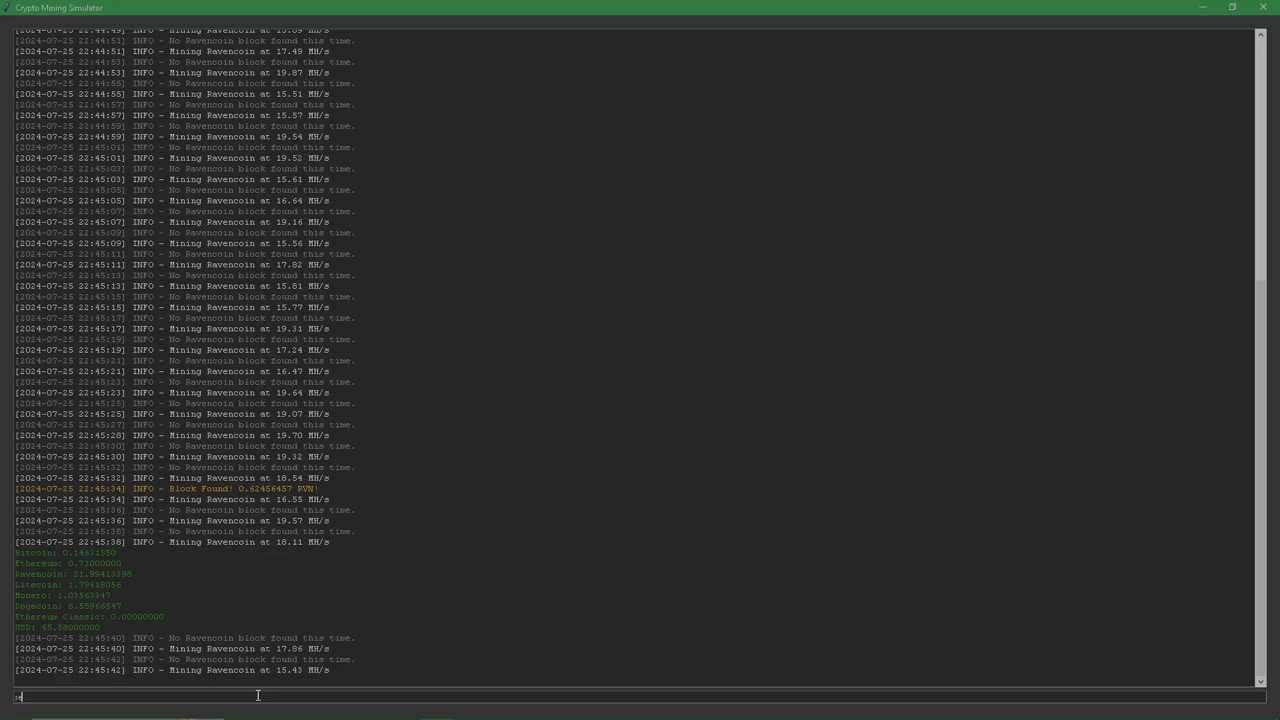 Crypto Mining Simulator
[2024-07-25 22:44:49] INFO - Mining Ravencoin at 15.69 MH/s
[2024-07-25 22:44:51] INFO - No Ravencoin block found this time.
[2024-07-25 22:44:51] INFO - Mining Ravencoin at 17.49 MH/s
[2024-07-25 22:44:53] INFO - No Ravencoin block found this time.
[2024-07-25 22:44:53] INFO - Mining Ravencoin at 19.87 MH/s
[2024-07-25 22:44:55] INFO - No Ravencoin block found this time.
[2024-07-25 22:44:55] INFO - Mining Ravencoin at 15.51 MH/s
[2024-07-25 22:44:57] INFO - No Ravencoin block found this time.
[2024-07-25 22:44:57] INFO - Mining Ravencoin at 15.57 MH/s
[2024-07-25 22:44:59] INFO - No Ravencoin block found this time.
[2024-07-25 22:44:59] INFO - Mining Ravencoin at 19.54 MH/s
[2024-07-25 22:45:01] INFO - No Ravencoin block found this time.
[2024-07-25 22:45:01] INFO - Mining Ravencoin at 19.52 MH/s
[2024-07-25 22:45:03] INFO - No Ravencoin block found this time.
[2024-07-25 22:45:03] INFO - Mining Ravencoin at 15.61 MH/s
[2024-07-25 22:45:05] INFO - No Ravencoin block found this time.
[2024-07-25 22:45:05] INFO - Mining Ravencoin at 16.64 MH/s
[2024-07-25 22:45:07] INFO - No Ravencoin block found this time.
[2024-07-25 22:45:07] INFO - Mining Ravencoin at 19.16 MH/s
[2024-07-25 22:45:09] INFO - No Ravencoin block found this time.
[2024-07-25 22:45:09] INFO - Mining Ravencoin at 15.56 MH/s
[2024-07-25 22:45:11] INFO - No Ravencoin block found this time.
[2024-07-25 22:45:11] INFO - Mining Ravencoin at 17.82 MH/s
[2024-07-25 22:45:13] INFO - No Ravencoin block found this time.
[2024-07-25 22:45:13] INFO - Mining Ravencoin at 15.81 MH/s
[2024-07-25 22:45:15] INFO - No Ravencoin block found this time.
[2024-07-25 22:45:15] INFO - Mining Ravencoin at 15.77 MH/s
[2024-07-25 22:45:17] INFO - No Ravencoin block found this time.
[2024-07-25 22:45:17] INFO - Mining Ravencoin at 19.31 MH/s
[2024-07-25 22:45:19] INFO - No Ravencoin block found this time.
[2024-07-25 22:45:19] INFO - Mining Ravencoin at 17.24 MH/s
[2024-07-25 22:45:21] INFO - No Ravencoin block found this time.
[2024-07-25 22:45:21] INFO - Mining Ravencoin at 16.47 MH/s
[2024-07-25 22:45:23] INFO - No Ravencoin block found this time.
[2024-07-25 22:45:23] INFO - Mining Ravencoin at 19.64 MH/s
[2024-07-25 22:45:25] INFO - No Ravencoin block found this time.
[2024-07-25 22:45:25] INFO - Mining Ravencoin at 19.07 MH/s
[2024-07-25 22:45:27] INFO - No Ravencoin block found this time.
[2024-07-25 22:45:28] INFO - Mining Ravencoin at 19.70 MH/s
[2024-07-25 22:45:30] INFO - No Ravencoin block found this time.
[2024-07-25 22:45:30] INFO - Mining Ravencoin at 19.32 MH/s
[2024-07-25 22:45:32] INFO - No Ravencoin block found this time.
[2024-07-25 22:45:32] INFO - Mining Ravencoin at 18.54 MH/s
[2024-07-25 22:45:34] INFO - Block Found! 0.62456457 RVN!
[2024-07-25 22:45:34] INFO - Mining Ravencoin at 16.55 MH/s
[2024-07-25 22:45:36] INFO - No Ravencoin block found this time.
[2024-07-25 22:45:36] INFO - Mining Ravencoin at 19.57 MH/s
[2024-07-25 22:45:38] INFO - No Ravencoin block found this time.
[2024-07-25 22:45:38] INFO - Mining Ravencoin at 18.11 MH/s
Bitcoin: 0.14631550
Ethereum: 0.73000000
Ravencoin: 21.99413398
Litecoin: 1.79618056
Monero: 1.03563347
Dogecoin: 8.55966547
Ethereum Classic: 0.00000000
USD: 45.58000000
[2024-07-25 22:45:40] INFO - No Ravencoin block found this time.
[2024-07-25 22:45:40] INFO - Mining Ravencoin at 17.86 MH/s
[2024-07-25 22:45:42] INFO - No Ravencoin block found this time.
[2024-07-25 22:45:42] INFO - Mining Ravencoin at 15.43 MH/s
se